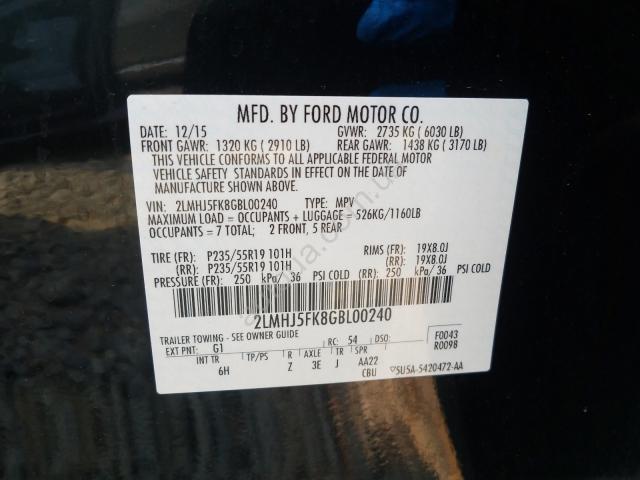 MFD. BY FORD MOTOR CO.
DATE: 12/15 GVWR: 2735 KG ( 6030 LB)
FRONT GAWR: 1320 KG ( 2910 LB) REAR GAWR: 1438 KG ( 3170 LB)
THIS VEHICLE CONFORMS TO ALL APPLICABLE FEDERAL MOTOR
VEHICLE SAFETY STANDARDS IN EFFECT ON THE DATE OF
MANUFACTURE SHOWN ABOVE.
VIN: 2LMHJ5FK8GBL00240 TYPE: MPV
MAXIMUM LOAD = OCCUPANTS + LUGGAGE = 526KG/1160LB
OCCUPANTS = 7 TOTAL; 2 FRONT, 5 REAR
TIRE (FR): P235/55R19 101H RIMS (FR): 19X8.0J
(RR): P235/55R19 101H (RR): 19X8.0J
PRESSURE (FR): 250 kPa/ 36 PSI COLD (RR): 250 kPa/ 36 PSI COLD
2LMHJ5FK8GBL00240
TRAILER TOWING - SEE OWNER GUIDE
EXT PNT: G1 RC: 54 DSO: F0043
R0098
INT TR TP/PS R AXLE TR SPR
6H Z 3E J AA22
CBU 5U5A-5420472-AA